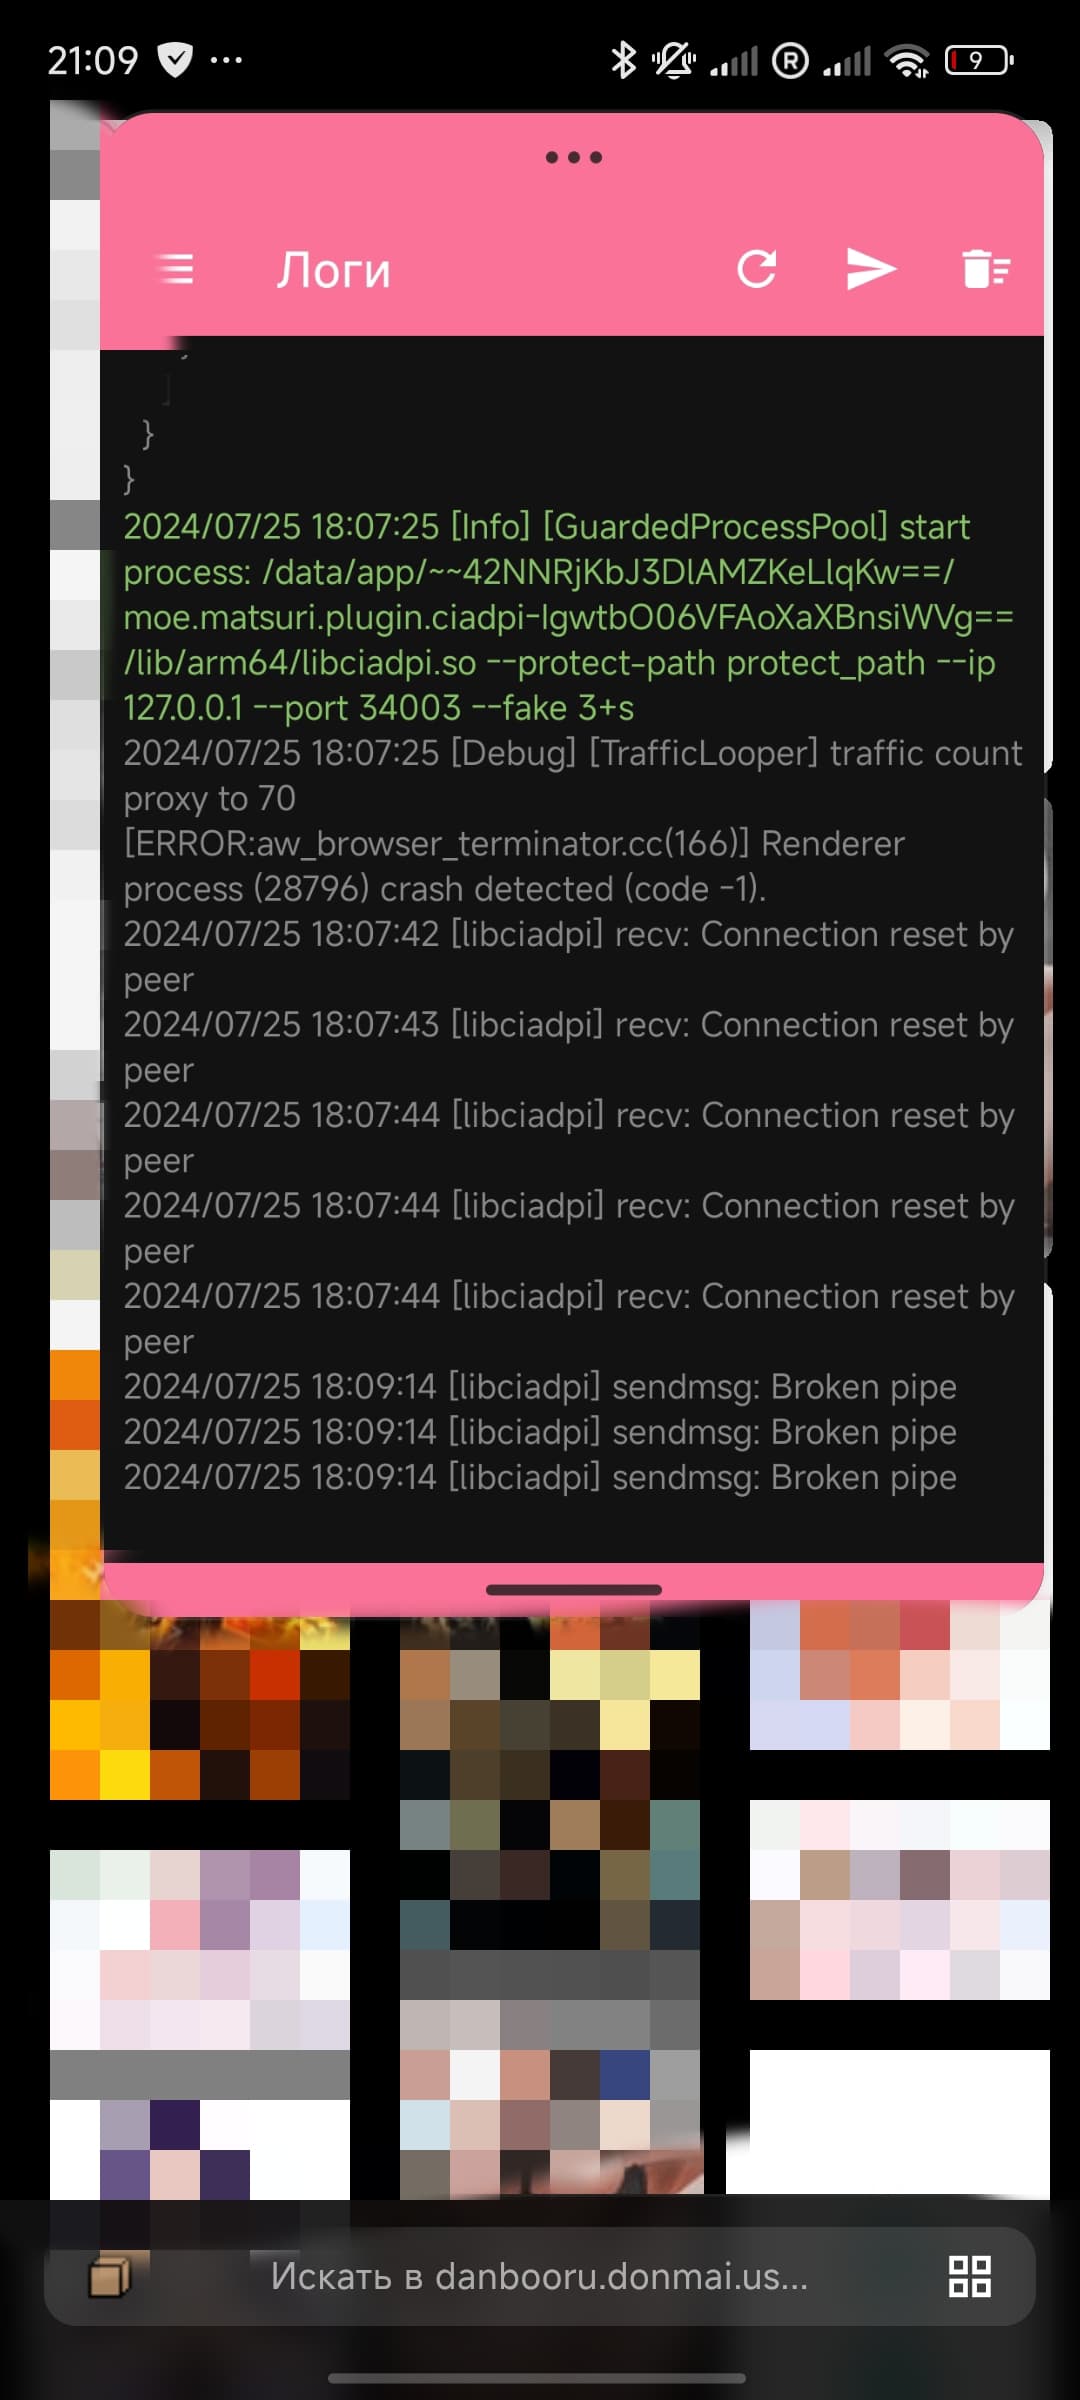 21:09
R
9
Логи
]
}
}
2024/07/25 18:07:25 [Info] [GuardedProcessPool] start
process: /data/app/~~42NNRjKbJ3DlAMZKeLlqKw==/
moe.matsuri.plugin.ciadpi-IgwtbO06VFAoXaXBnsiWVg==
/lib/arm64/libciadpi.so --protect-path protect_path --ip
127.0.0.1 --port 34003 --fake 3+s
2024/07/25 18:07:25 [Debug] [TrafficLooper] traffic count
proxy to 70
[ERROR:aw_browser_terminator.cc(166)] Renderer
process (28796) crash detected (code -1).
2024/07/25 18:07:42 [libciadpi] recv: Connection reset by
peer
2024/07/25 18:07:43 [libciadpi] recv: Connection reset by
peer
2024/07/25 18:07:44 [libciadpi] recv: Connection reset by
peer
2024/07/25 18:07:44 [libciadpi] recv: Connection reset by
peer
2024/07/25 18:07:44 [libciadpi] recv: Connection reset by
peer
2024/07/25 18:09:14 [libciadpi] sendmsg: Broken pipe
2024/07/25 18:09:14 [libciadpi] sendmsg: Broken pipe
2024/07/25 18:09:14 [libciadpi] sendmsg: Broken pipe
Искать в danbooru.donmai.us...